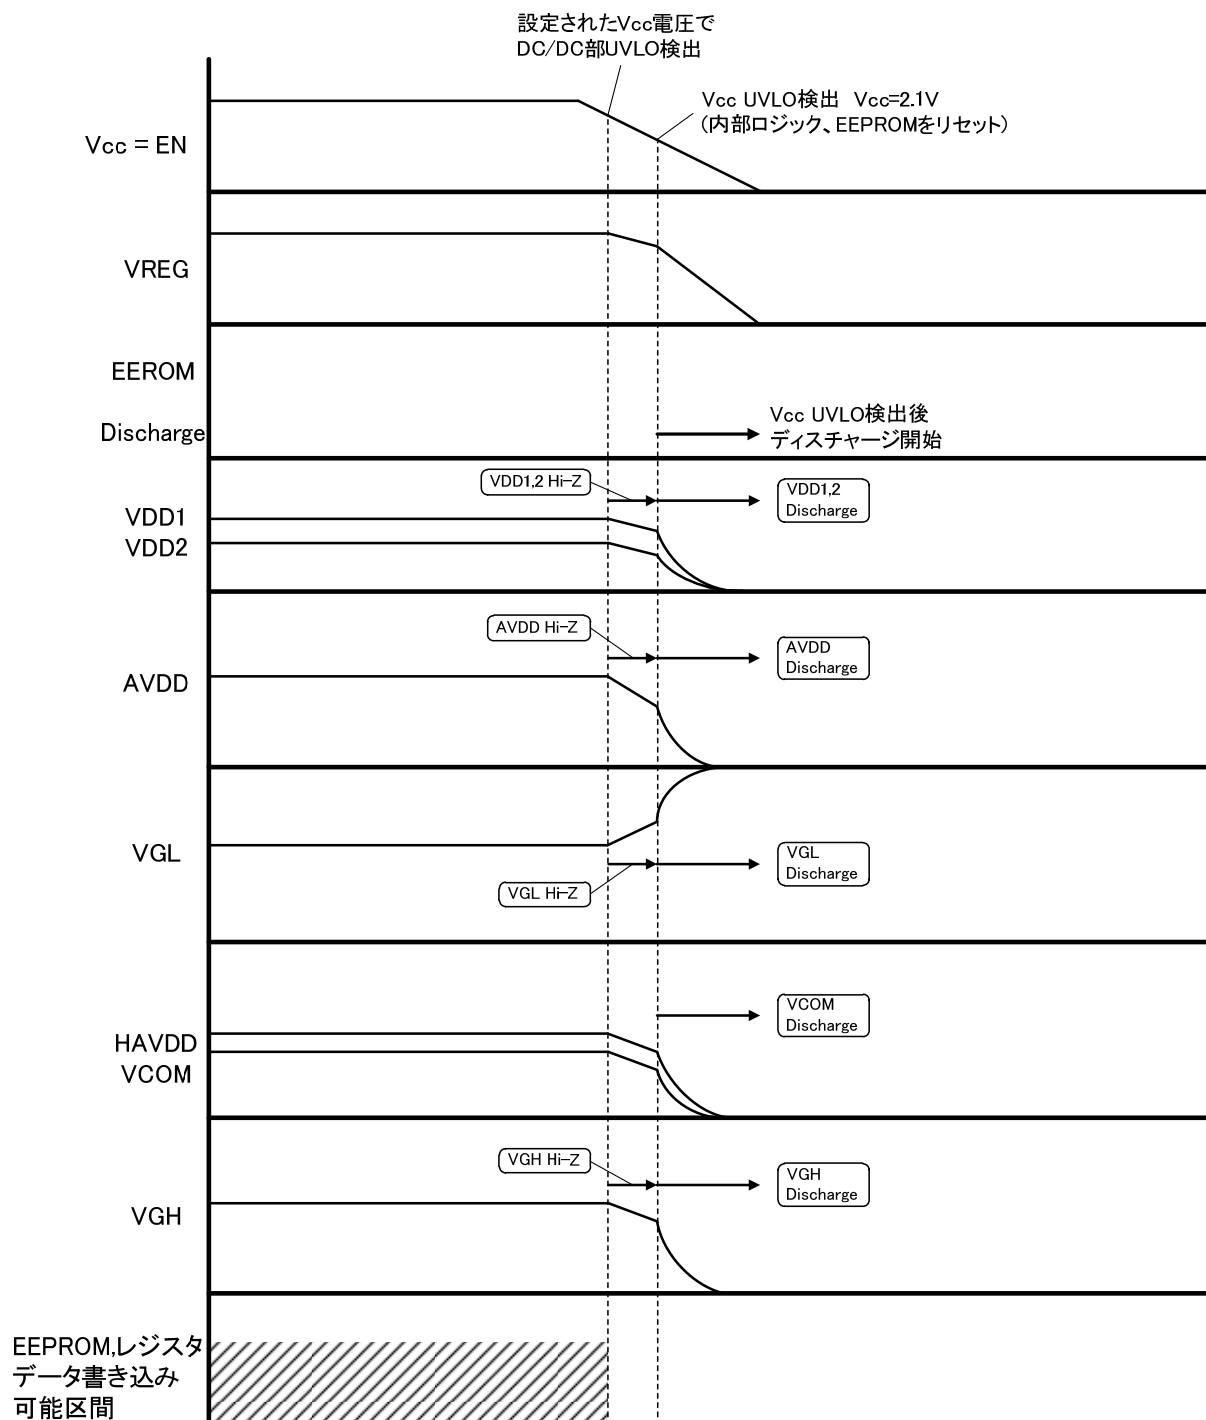 設定されたVcc電圧で
DC/DC部UVLO検出
Vcc UVLO検出 Vcc=2.1V
(内部ロジック、EEPROMをリセット)
Vcc = EN
VREG
EEROM
Discharge
Vcc UVLO検出後
ディスチャージ開始
VDD1,2 Hi-Z
VDD1,2
Discharge
VDD1
VDD2
AVDD Hi-Z
AVDD
Discharge
AVDD
VGL
VGL
Discharge
VGL Hi-Z
VCOM
Discharge
HAVDD
VCOM
VGH Hi-Z
VGH
Discharge
VGH
EEPROM,レジスタ
データ書き込み
可能区間